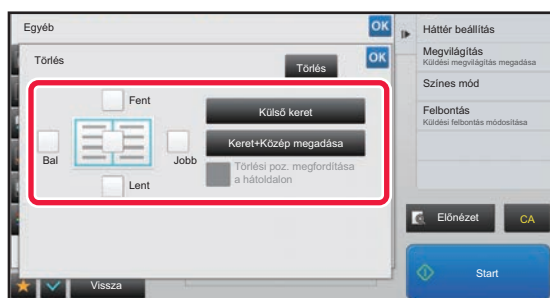 Egyéb
OK
Törlés
Törlés
OK
Fent
Bal
Jobb
Lent
Külső keret
Keret+Közép megadása
Törlési poz. megfordítása
a hátoldalon
Vissza
Háttér beállítás
Megvilágítás
Küldési megvilágítás megadása
Színes mód
Felbontás
Küldési felbontás módosítása
Előnézet
CA
Start